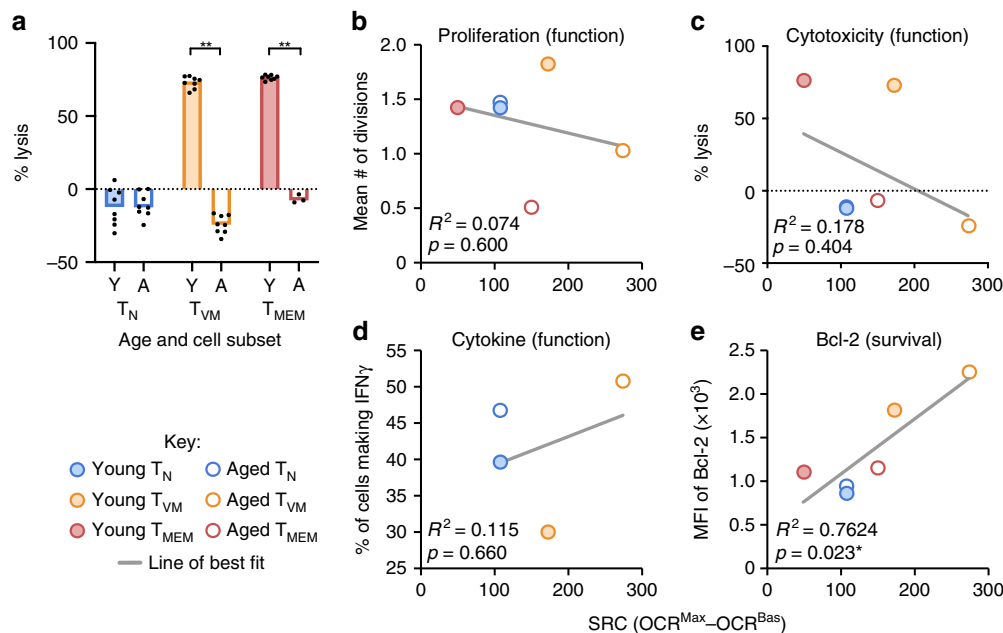 a
100
50
0
−50
% lysis
** **
Y A Y A Y A
T_N T_VM T_MEM
Age and cell subset
Key:
Young T_N Aged T_N
Young T_VM Aged T_VM
Young T_MEM Aged T_MEM
Line of best fit
b Proliferation (function)
2.0
1.5
1.0
0.5
0
Mean # of divisions
R² = 0.074
p = 0.600
0 100 200 300
c Cytotoxicity (function)
100
50
0
−50
% lysis
R² = 0.178
p = 0.404
0 100 200 300
d Cytokine (function)
55
50
45
40
35
30
25
% of cells making IFNγ
R² = 0.115
p = 0.660
0 100 200 300
e Bcl-2 (survival)
2.5
2.0
1.5
1.0
0.5
0
MFI of Bcl-2 (×10³)
R² = 0.7624
p = 0.023*
0 100 200 300
SRC (OCR^Max–OCR^Bas)